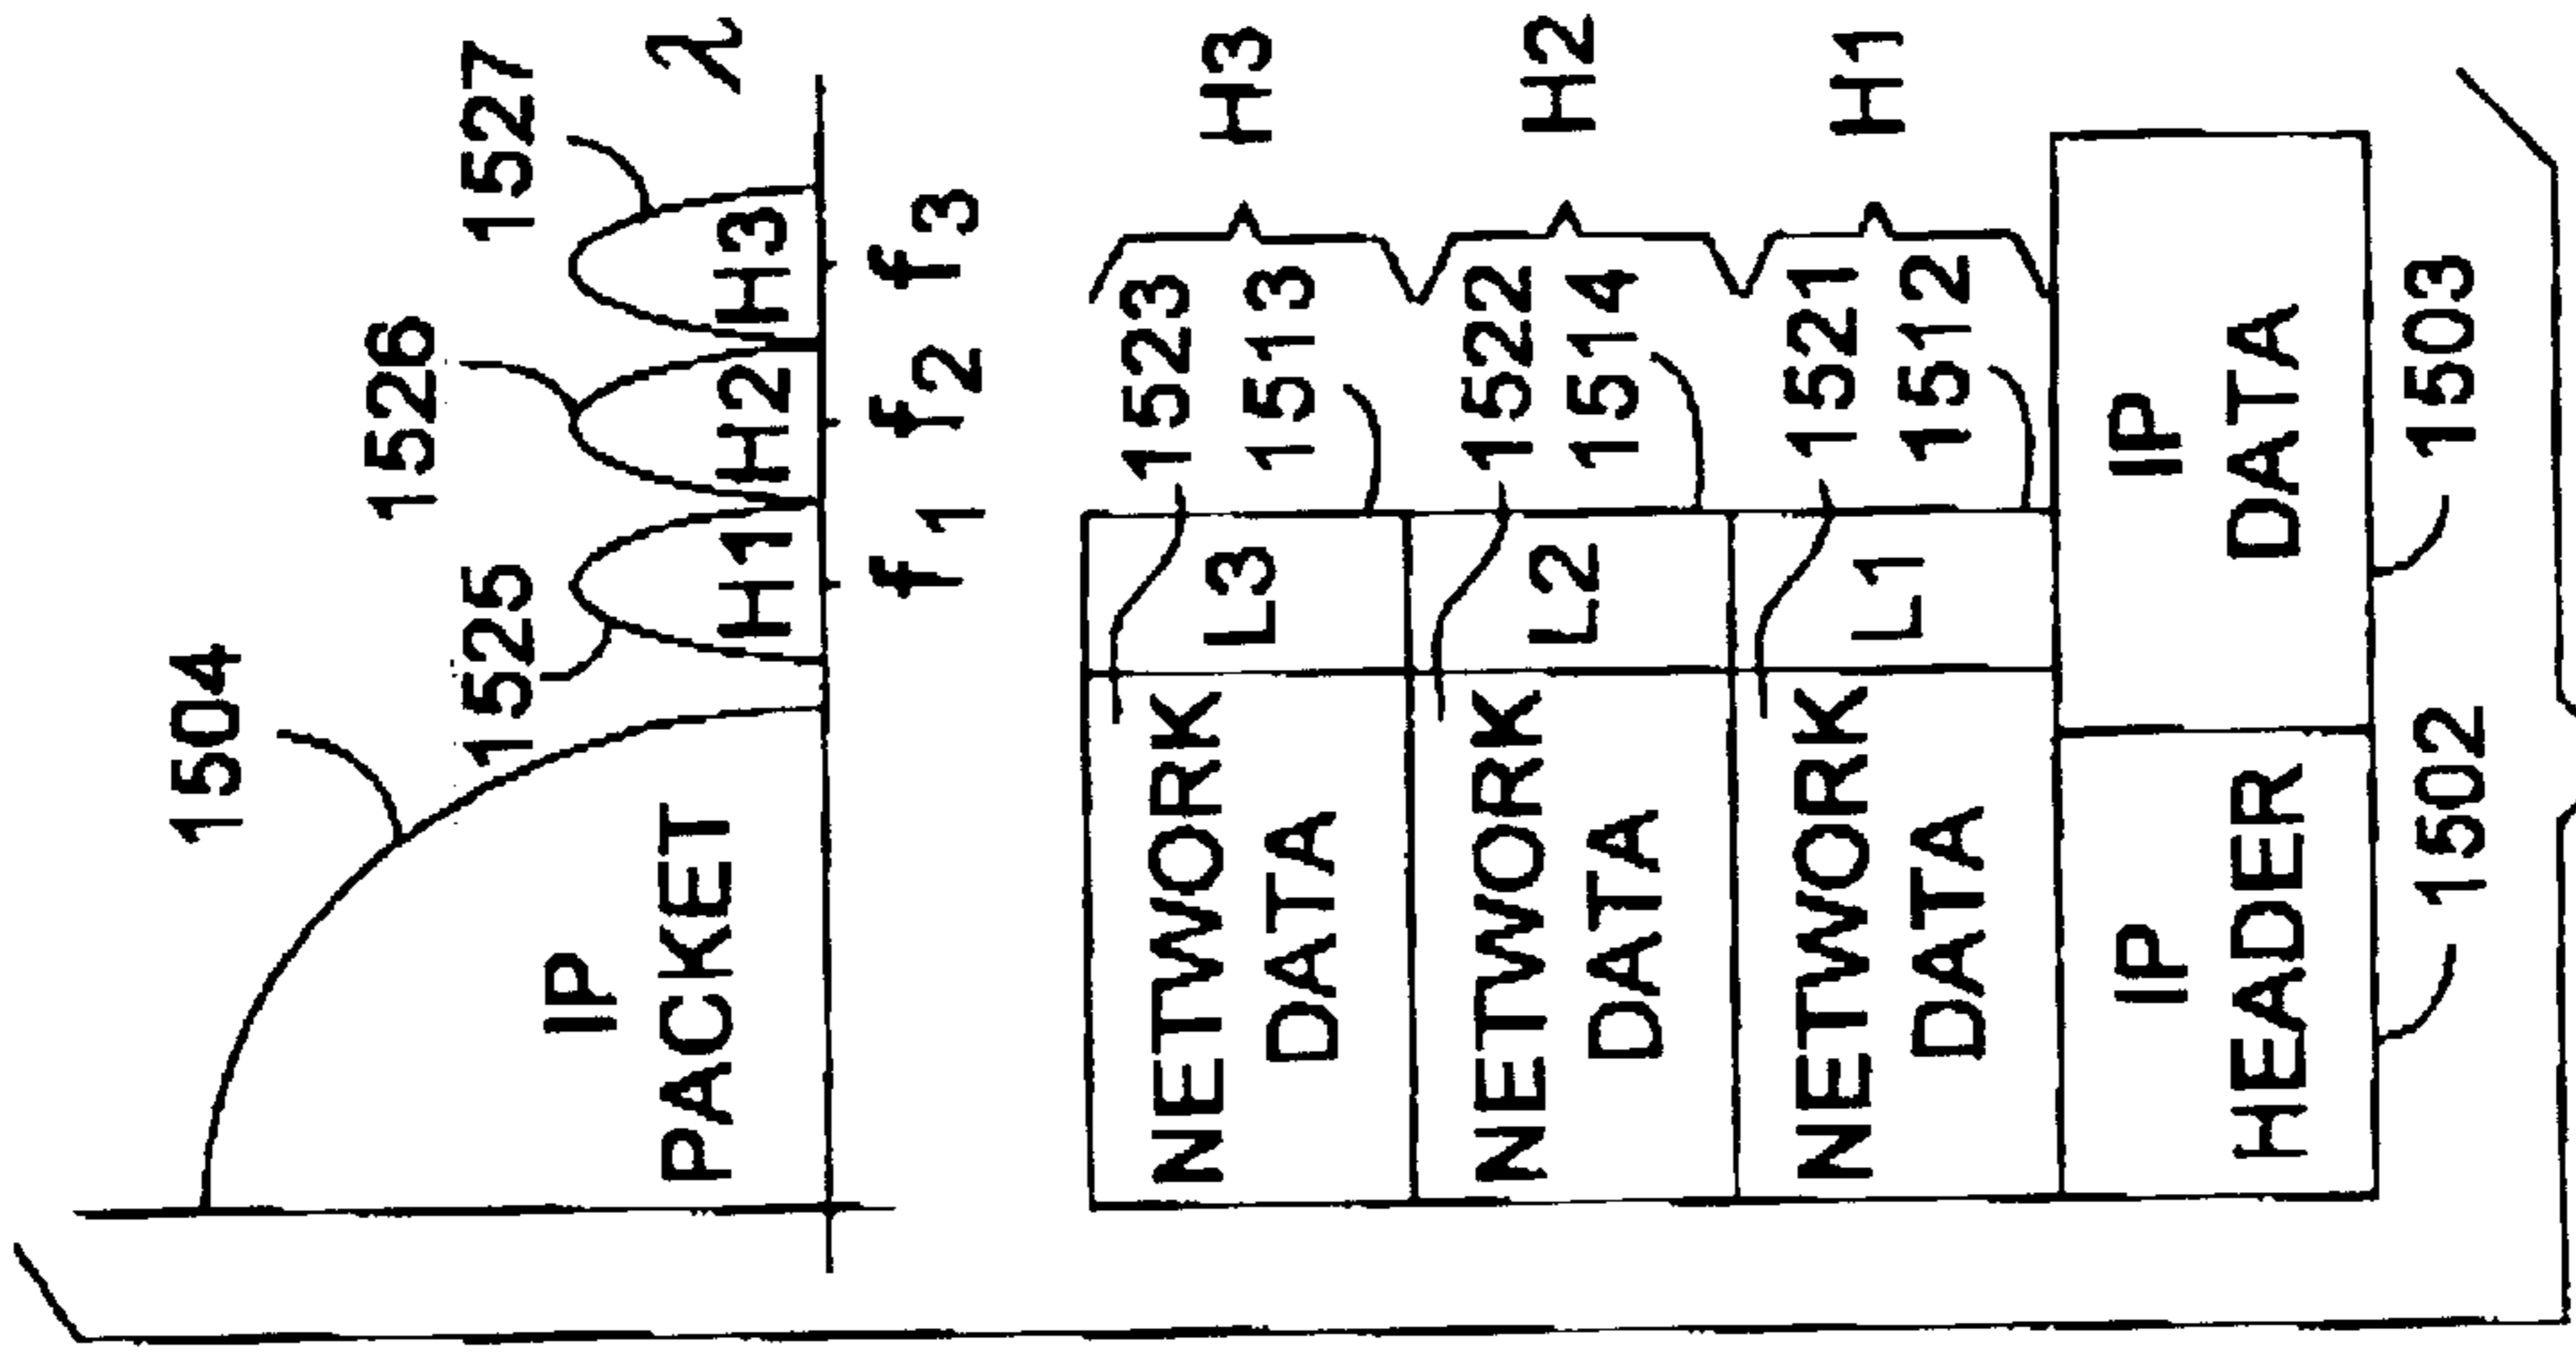 1504
1526
1527
1525
IP
PACKET
H1
H2
H3
λ
f1
f2
f3
NETWORK
DATA
L3
1523
1513
H3
NETWORK
DATA
L2
1522
1514
H2
NETWORK
DATA
L1
1521
1512
H1
IP
HEADER
IP
DATA
1502
1503